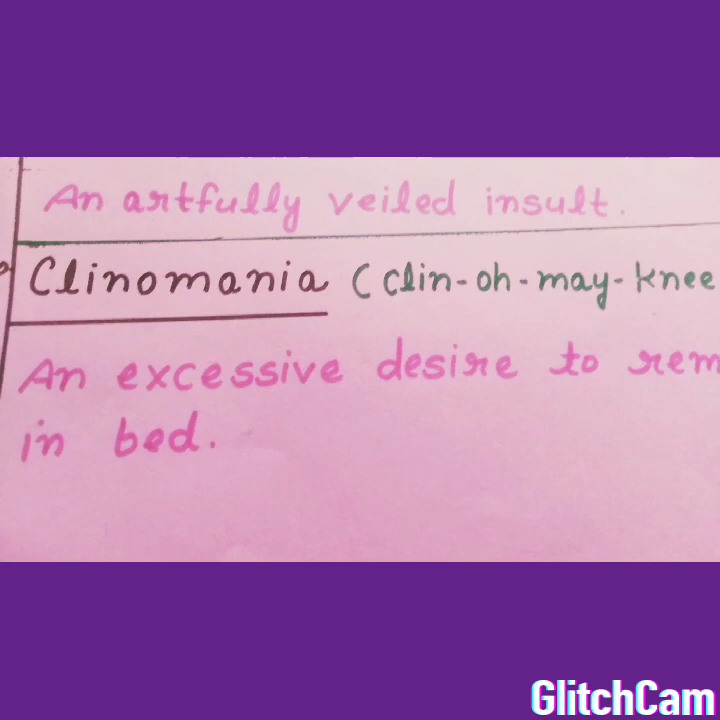 An artfully veiled insult.
Clinomania (clin-oh-may-knee
An excessive desire to rem
in bed.
GlitchCam